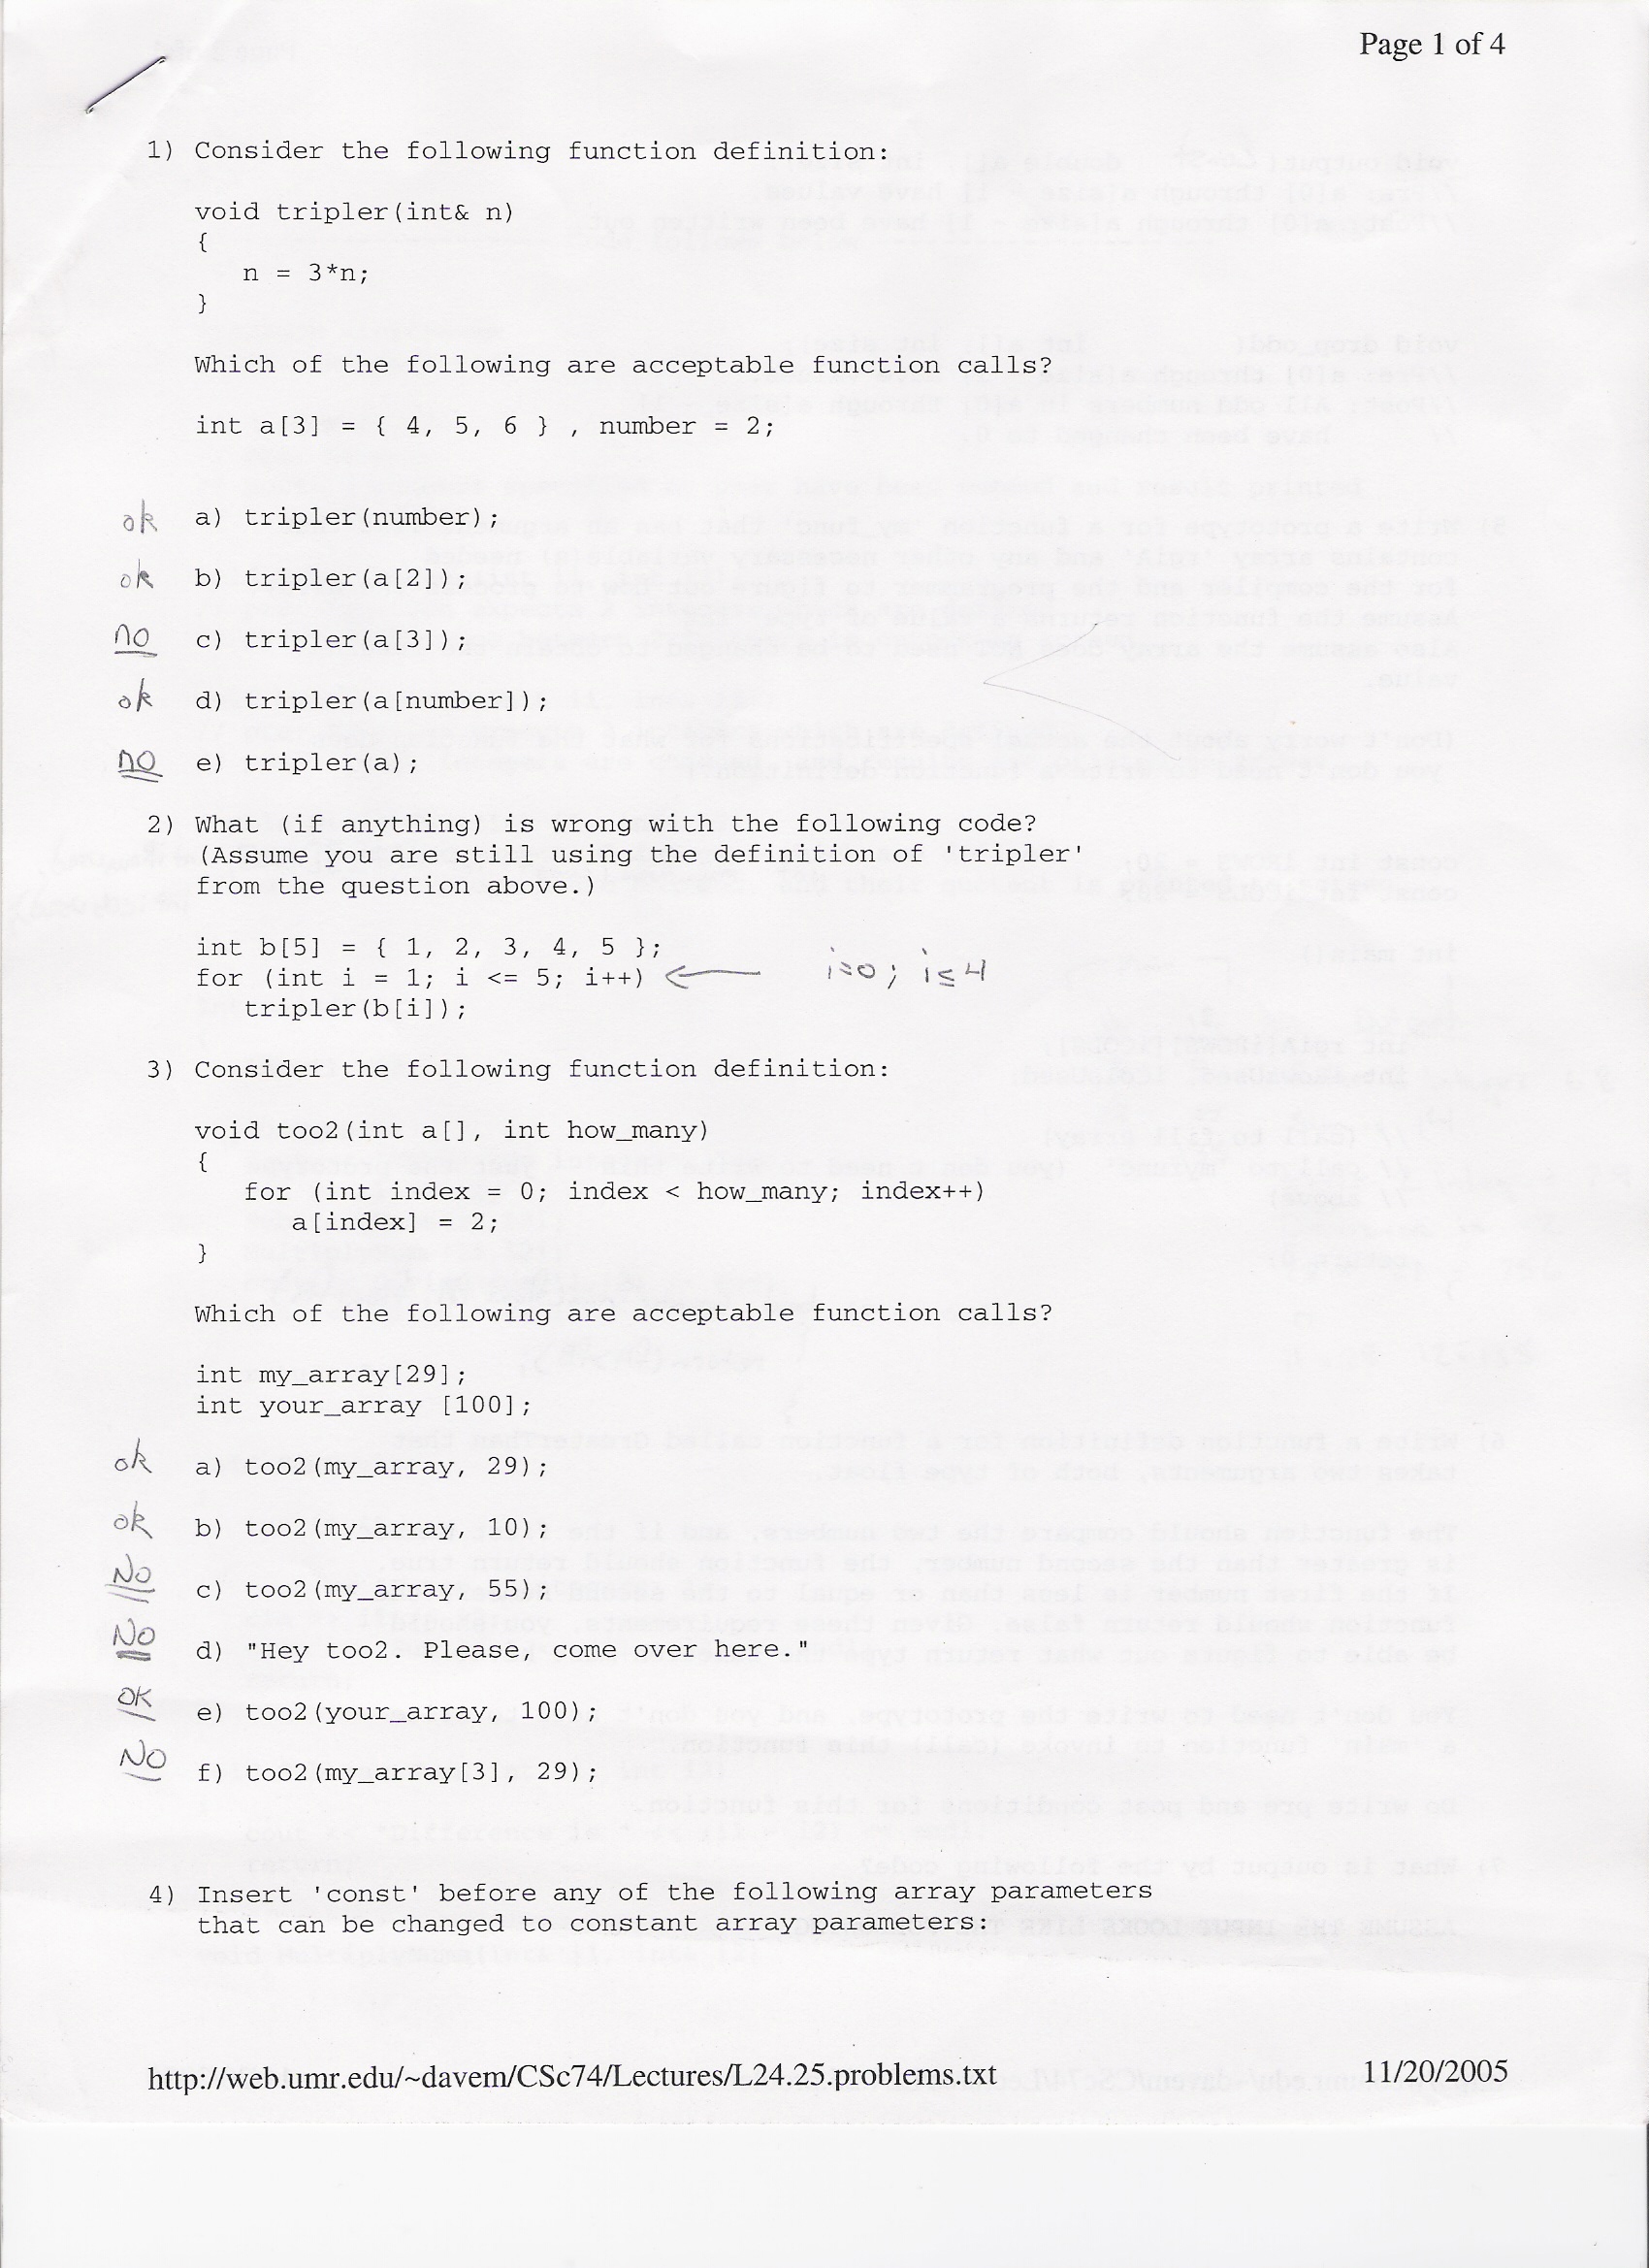 Page 1 of 4
1) Consider the following function definition:
void tripler(int& n)
{
n = 3*n;
}
Which of the following are acceptable function calls?
int a[3] = { 4, 5, 6 } , number = 2;
ok a) tripler(number);
ok b) tripler(a[2]);
no c) tripler(a[3]);
ok d) tripler(a[number]);
no e) tripler(a);
2) What (if anything) is wrong with the following code?
(Assume you are still using the definition of 'tripler'
from the question above.)
int b[5] = { 1, 2, 3, 4, 5 };
for (int i = 1; i <= 5; i++) ← i=0; i≤4
tripler(b[i]);
3) Consider the following function definition:
void too2(int a[], int how_many)
{
for (int index = 0; index < how_many; index++)
a[index] = 2;
}
Which of the following are acceptable function calls?
int my_array[29];
int your_array [100];
ok a) too2(my_array, 29);
ok b) too2(my_array, 10);
No c) too2(my_array, 55);
No d) "Hey too2. Please, come over here."
OK e) too2(your_array, 100);
NO f) too2(my_array[3], 29);
4) Insert 'const' before any of the following array parameters
that can be changed to constant array parameters:
http://web.umr.edu/~davem/CSc74/Lectures/L24.25.problems.txt 11/20/2005